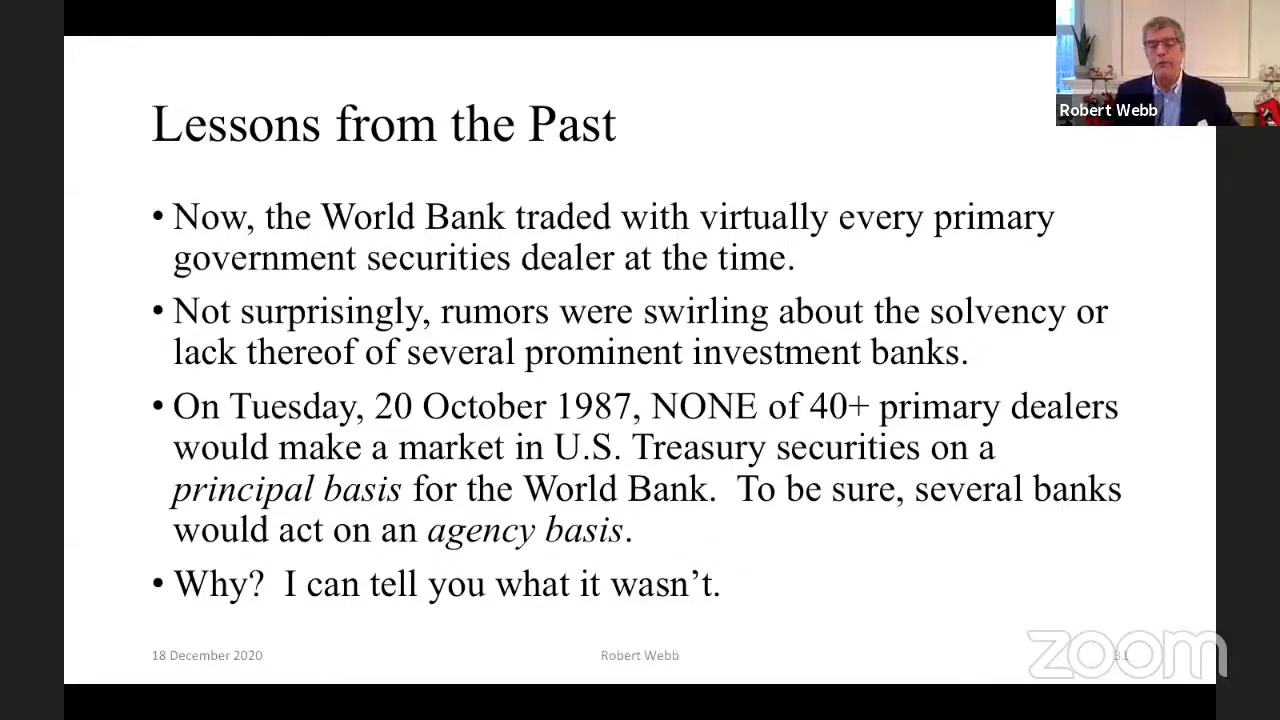 Robert Webb
Lessons from the Past
• Now, the World Bank traded with virtually every primary
government securities dealer at the time.
• Not surprisingly, rumors were swirling about the solvency or
lack thereof of several prominent investment banks.
• On Tuesday, 20 October 1987, NONE of 40+ primary dealers
would make a market in U.S. Treasury securities on a
principal basis for the World Bank.  To be sure, several banks
would act on an agency basis.
• Why?  I can tell you what it wasn’t.
18 December 2020
Robert Webb
31
zoom